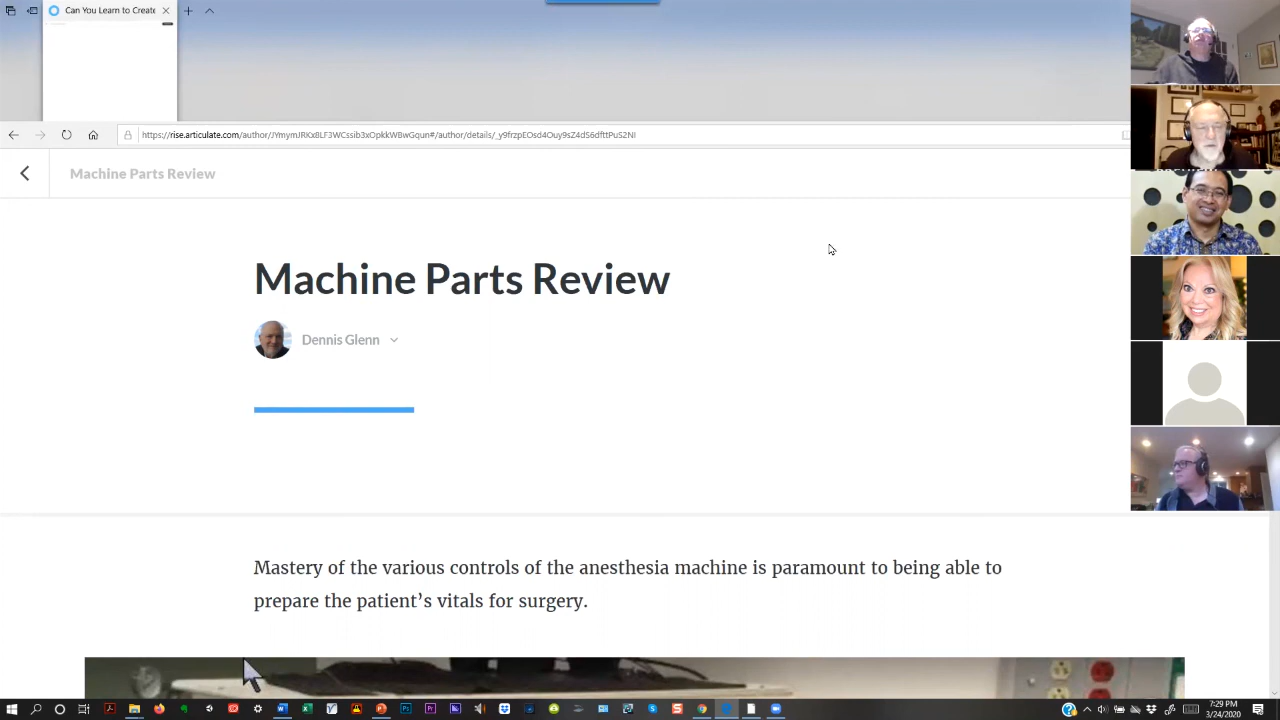 Can You Learn to Create
https://rise.articulate.com/author/JYmymJRKx8LF3WCssib3xOpkkWBwGqun#/author/details/_y9frzpEOsd4Ouy9sZ4dS6dfttPuS2NI
Machine Parts Review
Machine Parts Review
Dennis Glenn
Mastery of the various controls of the anesthesia machine is paramount to being able to
prepare the patient’s vitals for surgery.
7:29 PM
3/24/2020